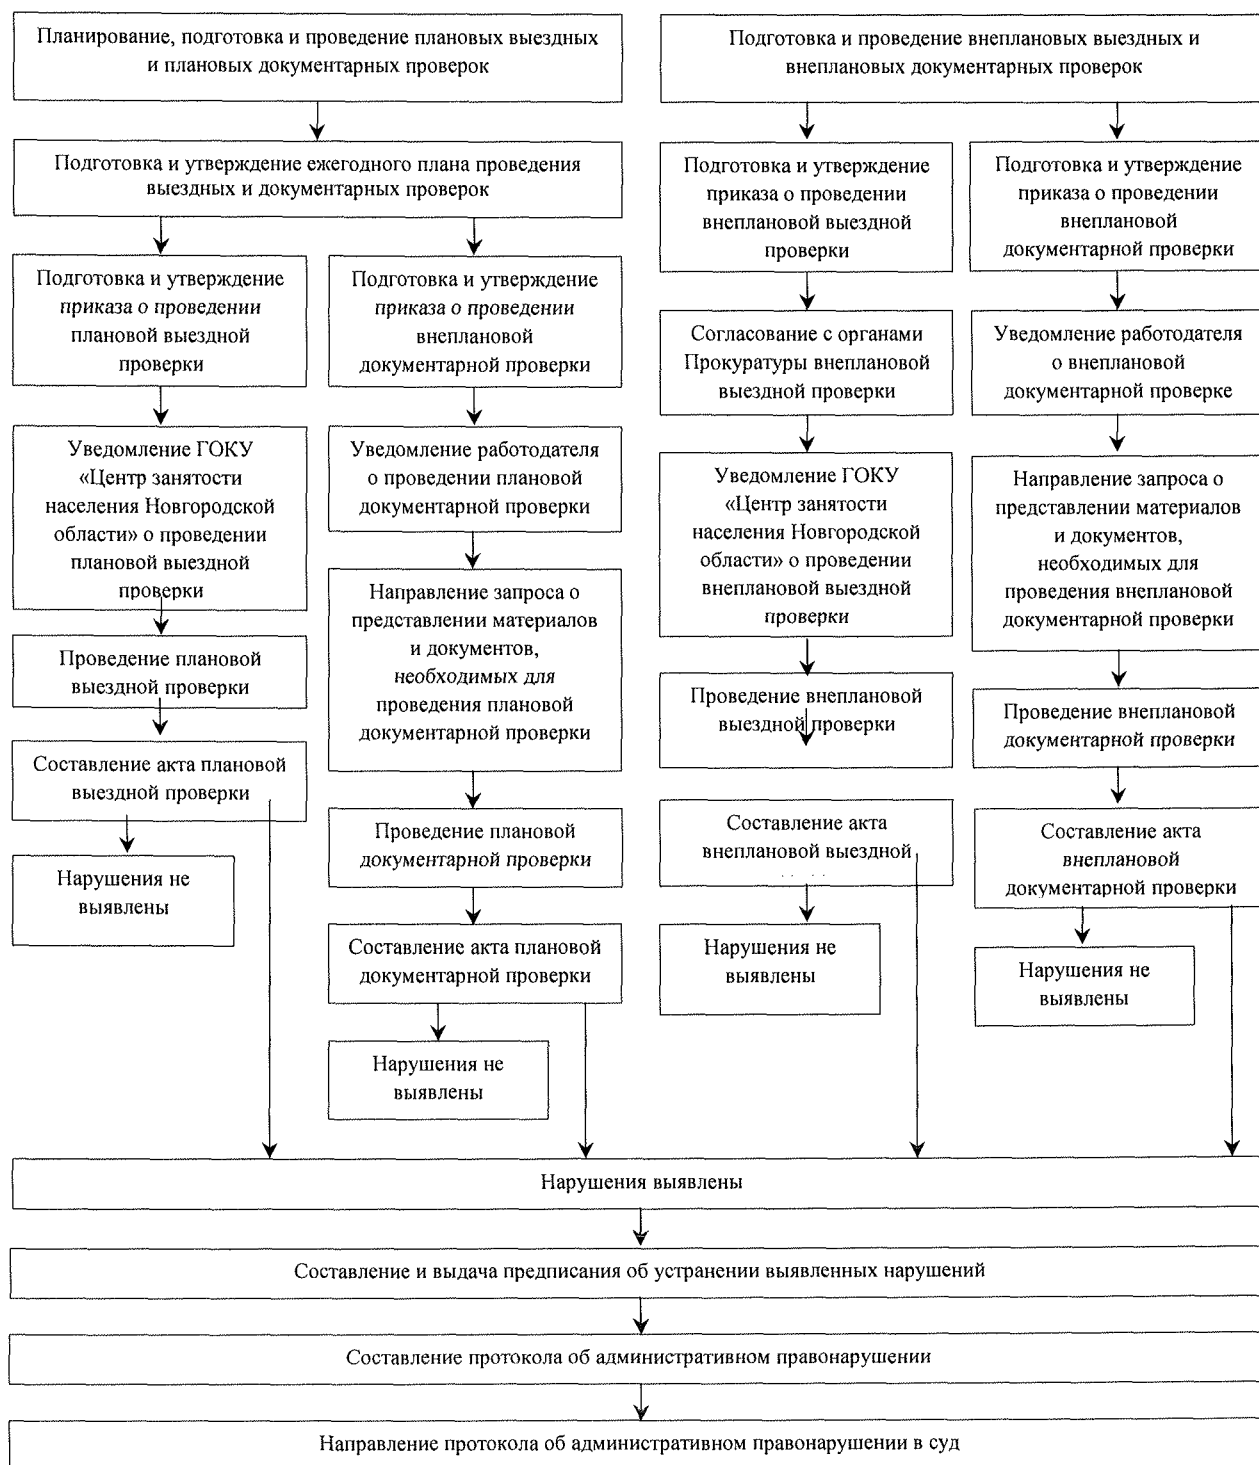 Планирование, подготовка и проведение плановых выездных
и плановых документарных проверок
Подготовка и проведение внеплановых выездных и
внеплановых документарных проверок
Подготовка и утверждение ежегодного плана проведения
выездных и документарных проверок
Подготовка и утверждение
приказа о проведении
плановой выездной
проверки
Уведомление ГОКУ
«Центр занятости
населения Новгородской
области» о проведении
плановой выездной
проверки
Проведение плановой
выездной проверки
Составление акта плановой
выездной проверки
Нарушения не
выявлены
Подготовка и утверждение
приказа о проведении
внеплановой
документарной проверки
Уведомление работодателя
о проведении плановой
документарной проверки
Направление запроса о
представлении материалов
и документов,
необходимых для
проведения плановой
документарной проверки
Проведение плановой
документарной проверки
Составление акта плановой
документарной проверки
Нарушения не
выявлены
Подготовка и утверждение
приказа о проведении
внеплановой выездной
проверки
Согласование с органами
Прокуратуры внеплановой
выездной проверки
Уведомление ГОКУ
«Центр занятости
населения Новгородской
области» о проведении
внеплановой выездной
проверки
Проведение внеплановой
выездной проверки
Составление акта
внеплановой выездной
Нарушения не
выявлены
Подготовка и утверждение
приказа о проведении
внеплановой
документарной проверки
Уведомление работодателя
о внеплановой
документарной проверке
Направление запроса о
представлении материалов
и документов,
необходимых для
проведения внеплановой
документарной проверки
Проведение внеплановой
документарной проверки
Составление акта
внеплановой
документарной проверки
Нарушения не
выявлены
Нарушения выявлены
Составление и выдача предписания об устранении выявленных нарушений
Составление протокола об административном правонарушении
Направление протокола об административном правонарушении в суд